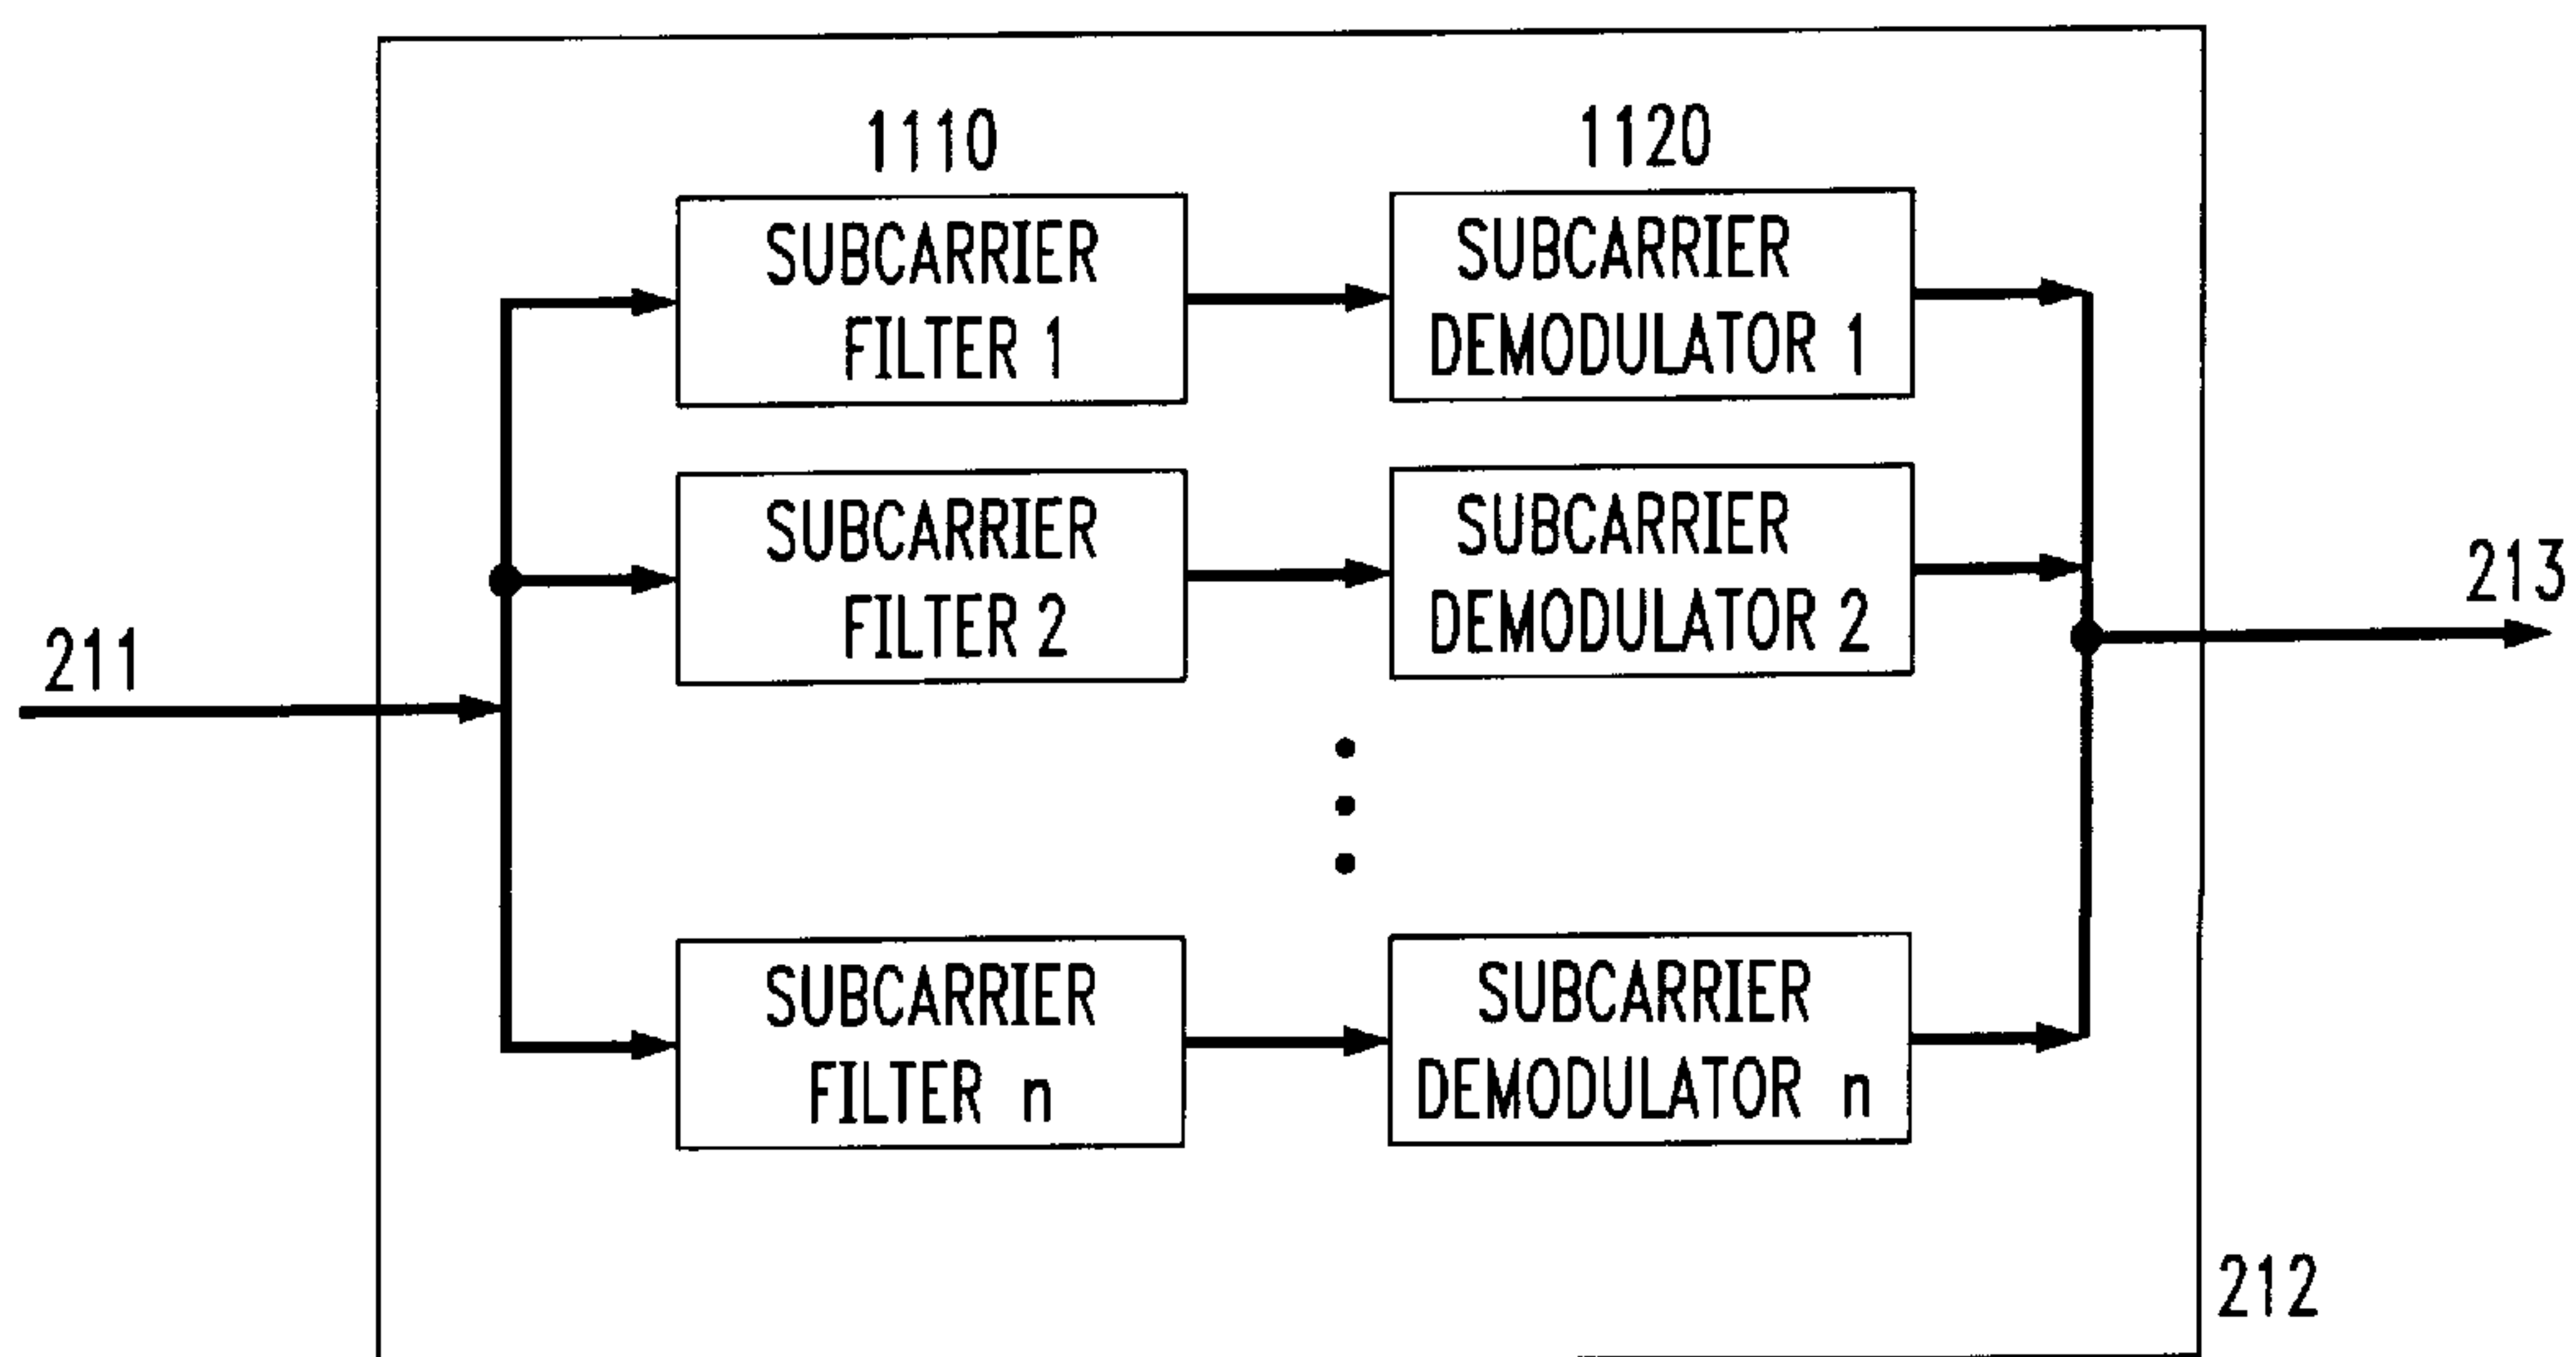 1110
1120
SUBCARRIER
FILTER 1
SUBCARRIER
DEMODULATOR 1
SUBCARRIER
FILTER 2
SUBCARRIER
DEMODULATOR 2
211
213
SUBCARRIER
FILTER n
SUBCARRIER
DEMODULATOR n
212